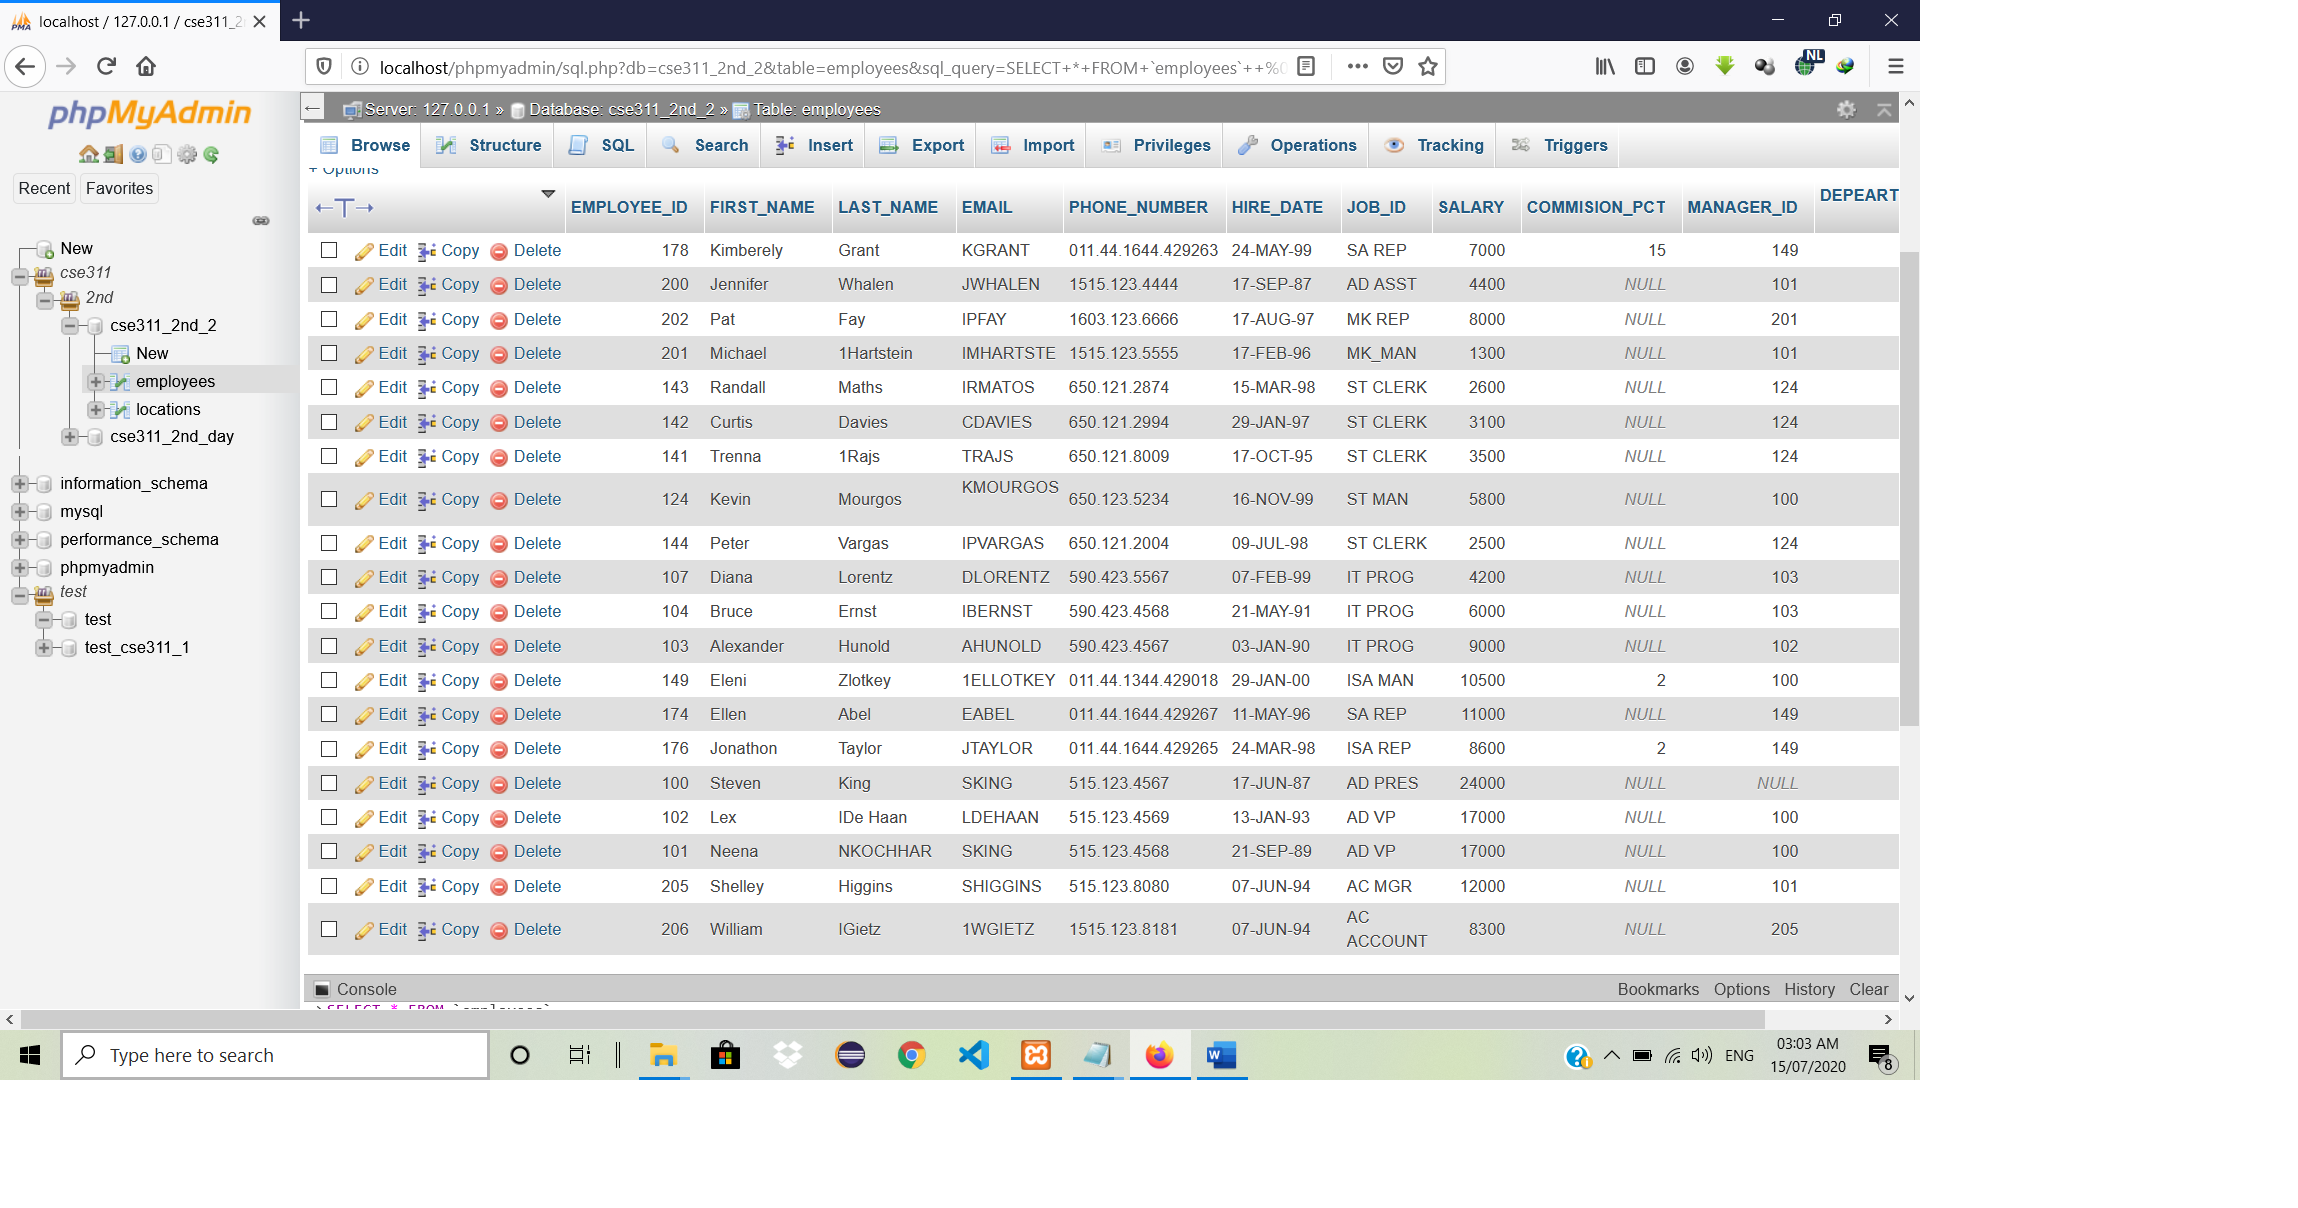 localhost / 127.0.0.1 / cse311_2
localhost/phpmyadmin/sql.php?db=cse311_2nd_2&table=employees&sql_query=SELECT+*+FROM+`employees`++%0
NL
phpMyAdmin
Recent Favorites
New
cse311
2nd
cse311_2nd_2
New
employees
locations
cse311_2nd_day
information_schema
mysql
performance_schema
phpmyadmin
test
test
test_cse311_1
Server: 127.0.0.1 » Database: cse311_2nd_2 » Table: employees
Browse Structure SQL Search Insert Export Import Privileges Operations Tracking Triggers
+ Options
EMPLOYEE_ID FIRST_NAME LAST_NAME EMAIL PHONE_NUMBER HIRE_DATE JOB_ID SALARY COMMISION_PCT MANAGER_ID DEPEART
Edit Copy Delete 178 Kimberely Grant KGRANT 011.44.1644.429263 24-MAY-99 SA REP 7000 15 149
Edit Copy Delete 200 Jennifer Whalen JWHALEN 1515.123.4444 17-SEP-87 AD ASST 4400 NULL 101
Edit Copy Delete 202 Pat Fay IPFAY 1603.123.6666 17-AUG-97 MK REP 8000 NULL 201
Edit Copy Delete 201 Michael 1Hartstein IMHARTSTE 1515.123.5555 17-FEB-96 MK_MAN 1300 NULL 101
Edit Copy Delete 143 Randall Maths IRMATOS 650.121.2874 15-MAR-98 ST CLERK 2600 NULL 124
Edit Copy Delete 142 Curtis Davies CDAVIES 650.121.2994 29-JAN-97 ST CLERK 3100 NULL 124
Edit Copy Delete 141 Trenna 1Rajs TRAJS 650.121.8009 17-OCT-95 ST CLERK 3500 NULL 124
Edit Copy Delete 124 Kevin Mourgos KMOURGOS 650.123.5234 16-NOV-99 ST MAN 5800 NULL 100
Edit Copy Delete 144 Peter Vargas IPVARGAS 650.121.2004 09-JUL-98 ST CLERK 2500 NULL 124
Edit Copy Delete 107 Diana Lorentz DLORENTZ 590.423.5567 07-FEB-99 IT PROG 4200 NULL 103
Edit Copy Delete 104 Bruce Ernst IBERNST 590.423.4568 21-MAY-91 IT PROG 6000 NULL 103
Edit Copy Delete 103 Alexander Hunold AHUNOLD 590.423.4567 03-JAN-90 IT PROG 9000 NULL 102
Edit Copy Delete 149 Eleni Zlotkey 1ELLOTKEY 011.44.1344.429018 29-JAN-00 ISA MAN 10500 2 100
Edit Copy Delete 174 Ellen Abel EABEL 011.44.1644.429267 11-MAY-96 SA REP 11000 NULL 149
Edit Copy Delete 176 Jonathon Taylor JTAYLOR 011.44.1644.429265 24-MAR-98 ISA REP 8600 2 149
Edit Copy Delete 100 Steven King SKING 515.123.4567 17-JUN-87 AD PRES 24000 NULL NULL
Edit Copy Delete 102 Lex IDe Haan LDEHAAN 515.123.4569 13-JAN-93 AD VP 17000 NULL 100
Edit Copy Delete 101 Neena NKOCHHAR SKING 515.123.4568 21-SEP-89 AD VP 17000 NULL 100
Edit Copy Delete 205 Shelley Higgins SHIGGINS 515.123.8080 07-JUN-94 AC MGR 12000 NULL 101
Edit Copy Delete 206 William IGietz 1WGIETZ 1515.123.8181 07-JUN-94 AC ACCOUNT 8300 NULL 205
Console Bookmarks Options History Clear
>SELECT * FROM `employees`
Type here to search
ENG 03:03 AM
15/07/2020
8